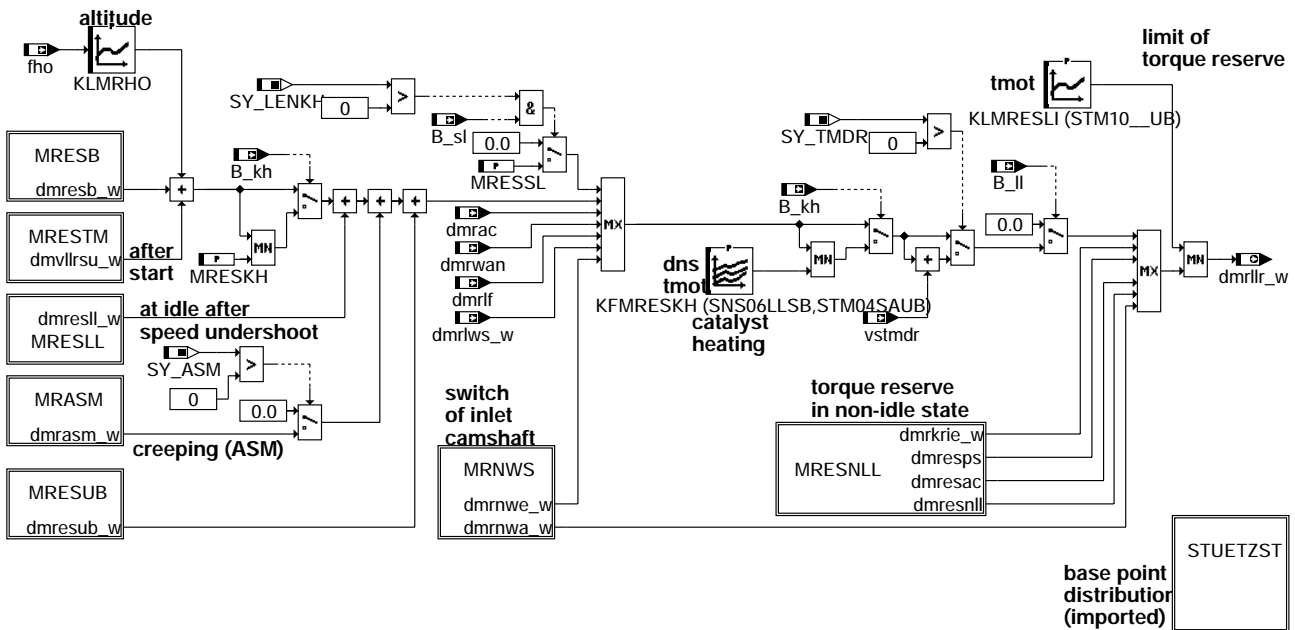 altitude
fho
KLMRHO
SY_LENKH
0
>
&
B_sl
0.0
P
MRESSL
MRESB
dmresb_w
+
B_kh
MN
P
MRESKH
+
+
+
MRESTM
dmvllrsu_w
after
start
dmresll_w
MRESLL
at idle after
speed undershoot
SY_ASM
>
0
0.0
MRASM
dmrasm_w
creeping (ASM)
MRESUB
dmresub_w
dmrac
dmrwan
dmrlf
dmrlws_w
MX
P
dns
tmot
KFMRESKH (SNS06LLSB,STM04SAUB)
catalyst
heating
B_kh
MN
SY_TMDR
0
>
+
vstmdr
limit of
torque reserve
P
tmot
KLMRESLI (STM10__UB)
B_ll
0.0
MX
MN
dmrllr_w
switch
of inlet
camshaft
MRNWS
dmrnwe_w
dmrnwa_w
torque reserve
in non-idle state
MRESNLL
dmrkrie_w
dmresps
dmresac
dmresnll
base point
distribution
(imported)
STUETZST